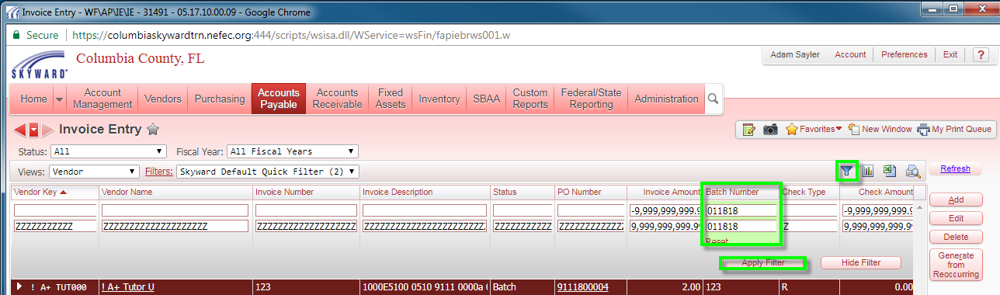 Invoice Entry - WF\AP\IE\IE - 31491 - 05.17.10.00.09 - Google Chrome
Secure https://columbiaskywardtrn.nefec.org:444/scripts/wsisa.dll/WService=wsFin/fapiebrws001.w
SKYWARD® Columbia County, FL Adam Sayler Account Preferences Exit ?
Home Account Management Vendors Purchasing Accounts Payable Accounts Receivable Fixed Assets Inventory SBAA Custom Reports Federal/State Reporting Administration
Invoice Entry Favorites New Window My Print Queue
Status: All Fiscal Year: All Fiscal Years
Views: Vendor Filters: Skyward Default Quick Filter (2) Refresh
Vendor Key Vendor Name Invoice Number Invoice Description Status PO Number Invoice Amount Batch Number Check Type Check Amount
-9,999,999,999.9 011818 -9,999,999,999.9
ZZZZZZZZZZZ ZZZZZZZZZZZZZZZZZZZZ ZZZZZZZZZZZZZZZZZZZ ZZZZZZZZZZZZZZZZZZZZZZZ ZZZZZZZZZZZ ZZZZZZZZZZZZ 9,999,999,999.99 011818 Z 9,999,999,999.99
Reset
Apply Filter Hide Filter
Add
Edit
Delete
Generate from Reoccurring
! A+ TUT000 ! A+ Tutor U 123 1000E5100 0510 9111 0000a Batch 9111800004 2.00 123 R 0.00